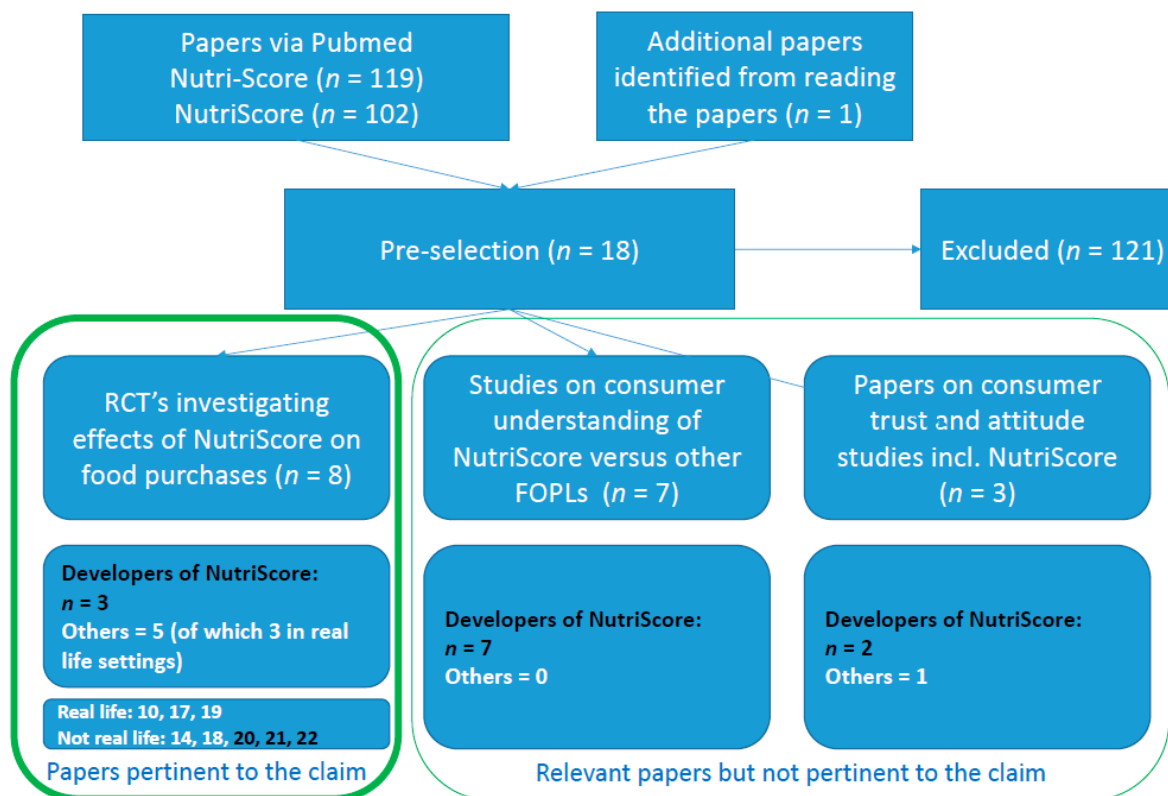 Papers via Pubmed
Nutri-Score (n = 119)
NutriScore (n = 102)
Additional papers
identified from reading
the papers (n = 1)
Pre-selection (n = 18)
Excluded (n = 121)
RCT's investigating
effects of NutriScore on
food purchases (n = 8)
Studies on consumer
understanding of
NutriScore versus other
FOPLs (n = 7)
Papers on consumer
trust and attitude
studies incl. NutriScore
(n = 3)
Developers of NutriScore:
n = 3
Others = 5 (of which 3 in real
life settings)
Developers of NutriScore:
n = 7
Others = 0
Developers of NutriScore:
n = 2
Others = 1
Real life: 10, 17, 19
Not real life: 14, 18, 20, 21, 22
Papers pertinent to the claim
Relevant papers but not pertinent to the claim